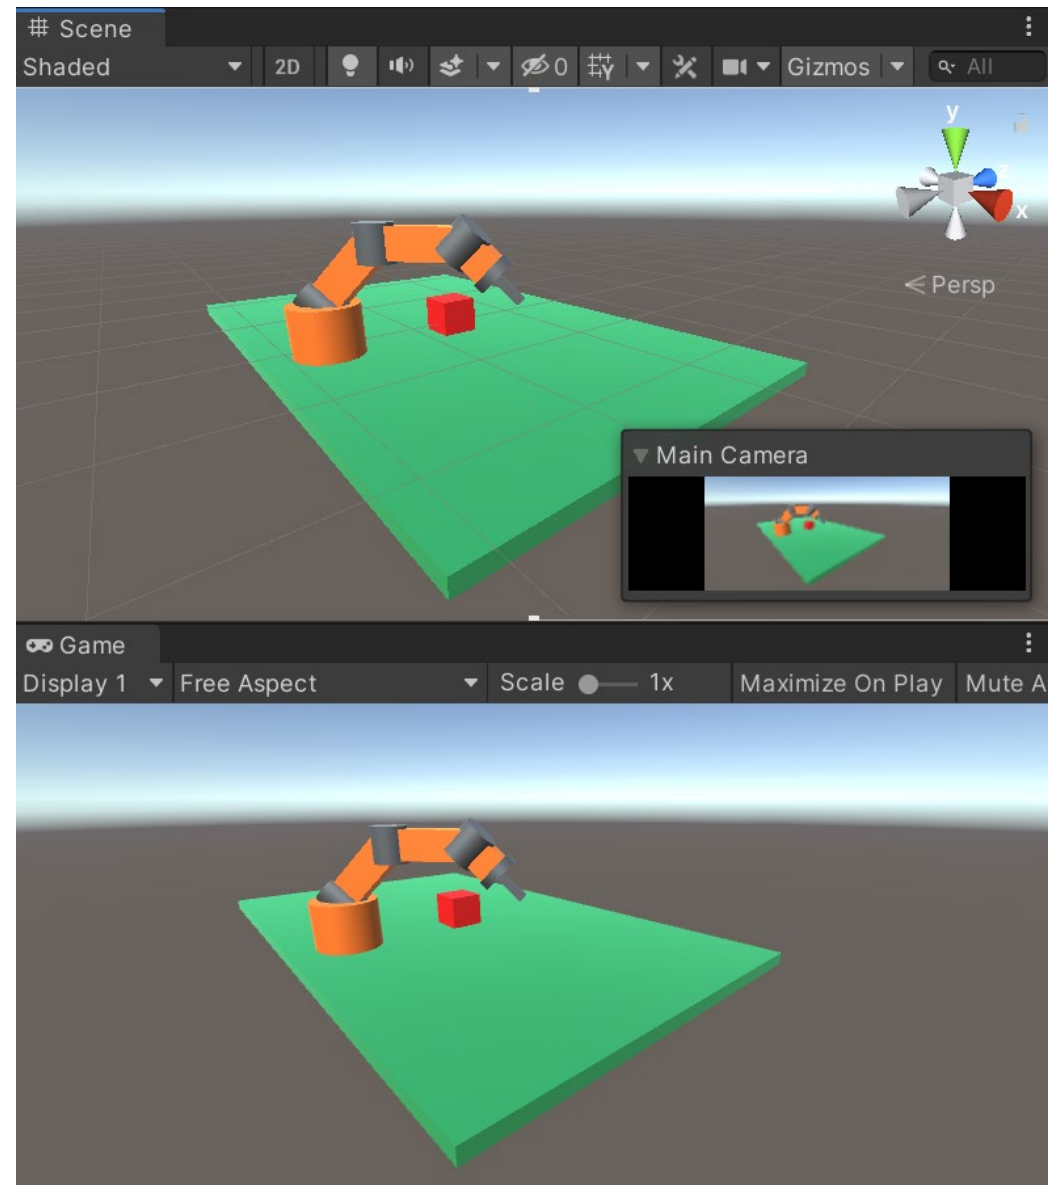 Scene
Shaded 2D 0 Gizmos All
y
z
x
Persp
Main Camera
Game
Display 1 Free Aspect Scale 1x Maximize On Play Mute A